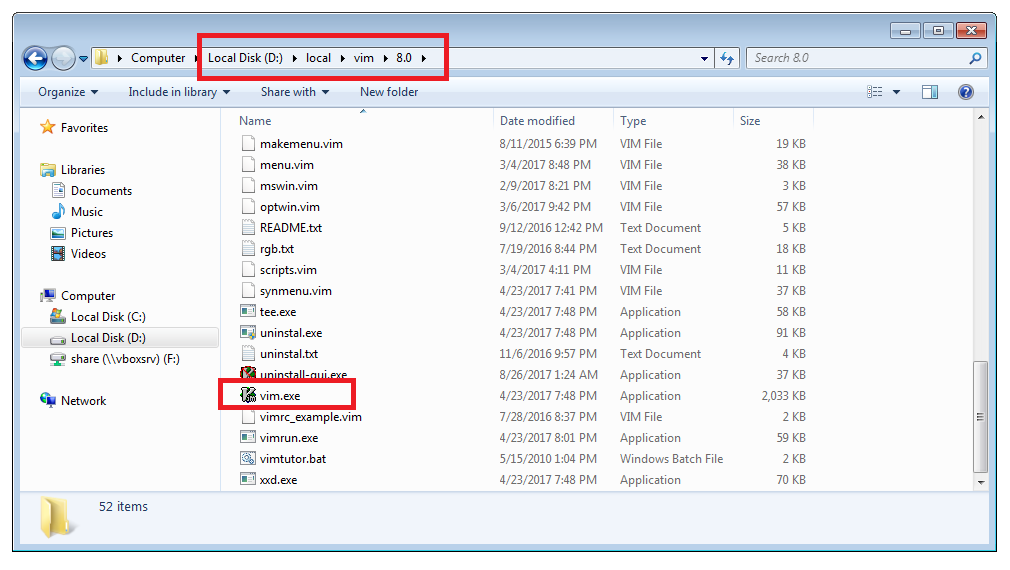 Computer Local Disk (D:) local vim 8.0 Search 8.0
Organize Include in library Share with New folder
Favorites
Libraries
Documents
Music
Pictures
Videos
Computer
Local Disk (C:)
Local Disk (D:)
share (\\vboxsrv) (F:)
Network
Name Date modified Type Size
makemenu.vim 8/11/2015 6:39 PM VIM File 19 KB
menu.vim 3/4/2017 8:48 PM VIM File 38 KB
mswin.vim 2/9/2017 8:21 PM VIM File 3 KB
optwin.vim 3/6/2017 9:42 PM VIM File 57 KB
README.txt 9/12/2016 12:42 PM Text Document 5 KB
rgb.txt 7/19/2016 8:44 PM Text Document 18 KB
scripts.vim 3/4/2017 4:11 PM VIM File 11 KB
synmenu.vim 4/23/2017 7:41 PM VIM File 37 KB
tee.exe 4/23/2017 7:48 PM Application 58 KB
uninstal.exe 4/23/2017 7:48 PM Application 91 KB
uninstal.txt 11/6/2016 9:57 PM Text Document 4 KB
uninstall-gui.exe 8/26/2017 1:24 AM Application 37 KB
vim.exe 4/23/2017 7:48 PM Application 2,033 KB
vimrc_example.vim 7/28/2016 8:37 PM VIM File 2 KB
vimrun.exe 4/23/2017 8:01 PM Application 59 KB
vimtutor.bat 5/15/2010 1:04 PM Windows Batch File 2 KB
xxd.exe 4/23/2017 7:48 PM Application 70 KB
52 items